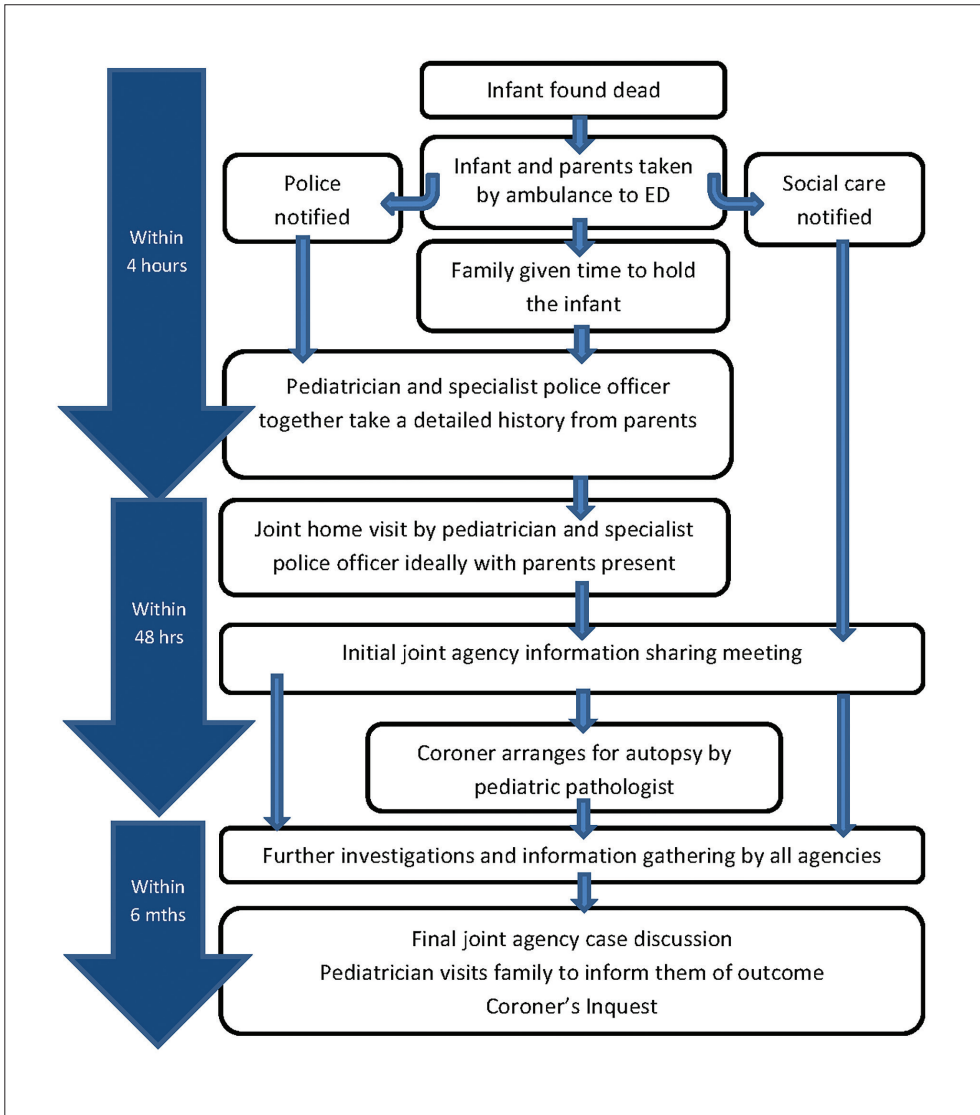 Infant found dead
Infant and parents taken
by ambulance to ED
Police
notified
Social care
notified
Within
4 hours
Family given time to hold
the infant
Pediatrician and specialist police officer
together take a detailed history from parents
Joint home visit by pediatrician and specialist
police officer ideally with parents present
Within
48 hrs
Initial joint agency information sharing meeting
Coroner arranges for autopsy by
pediatric pathologist
Further investigations and information gathering by all agencies
Within
6 mths
Final joint agency case discussion
Pediatrician visits family to inform them of outcome
Coroner’s Inquest